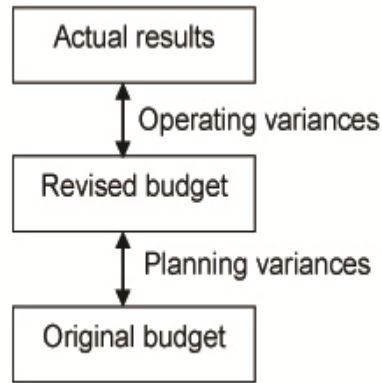 Actual results
Operating variances
Revised budget
Planning variances
Original budget